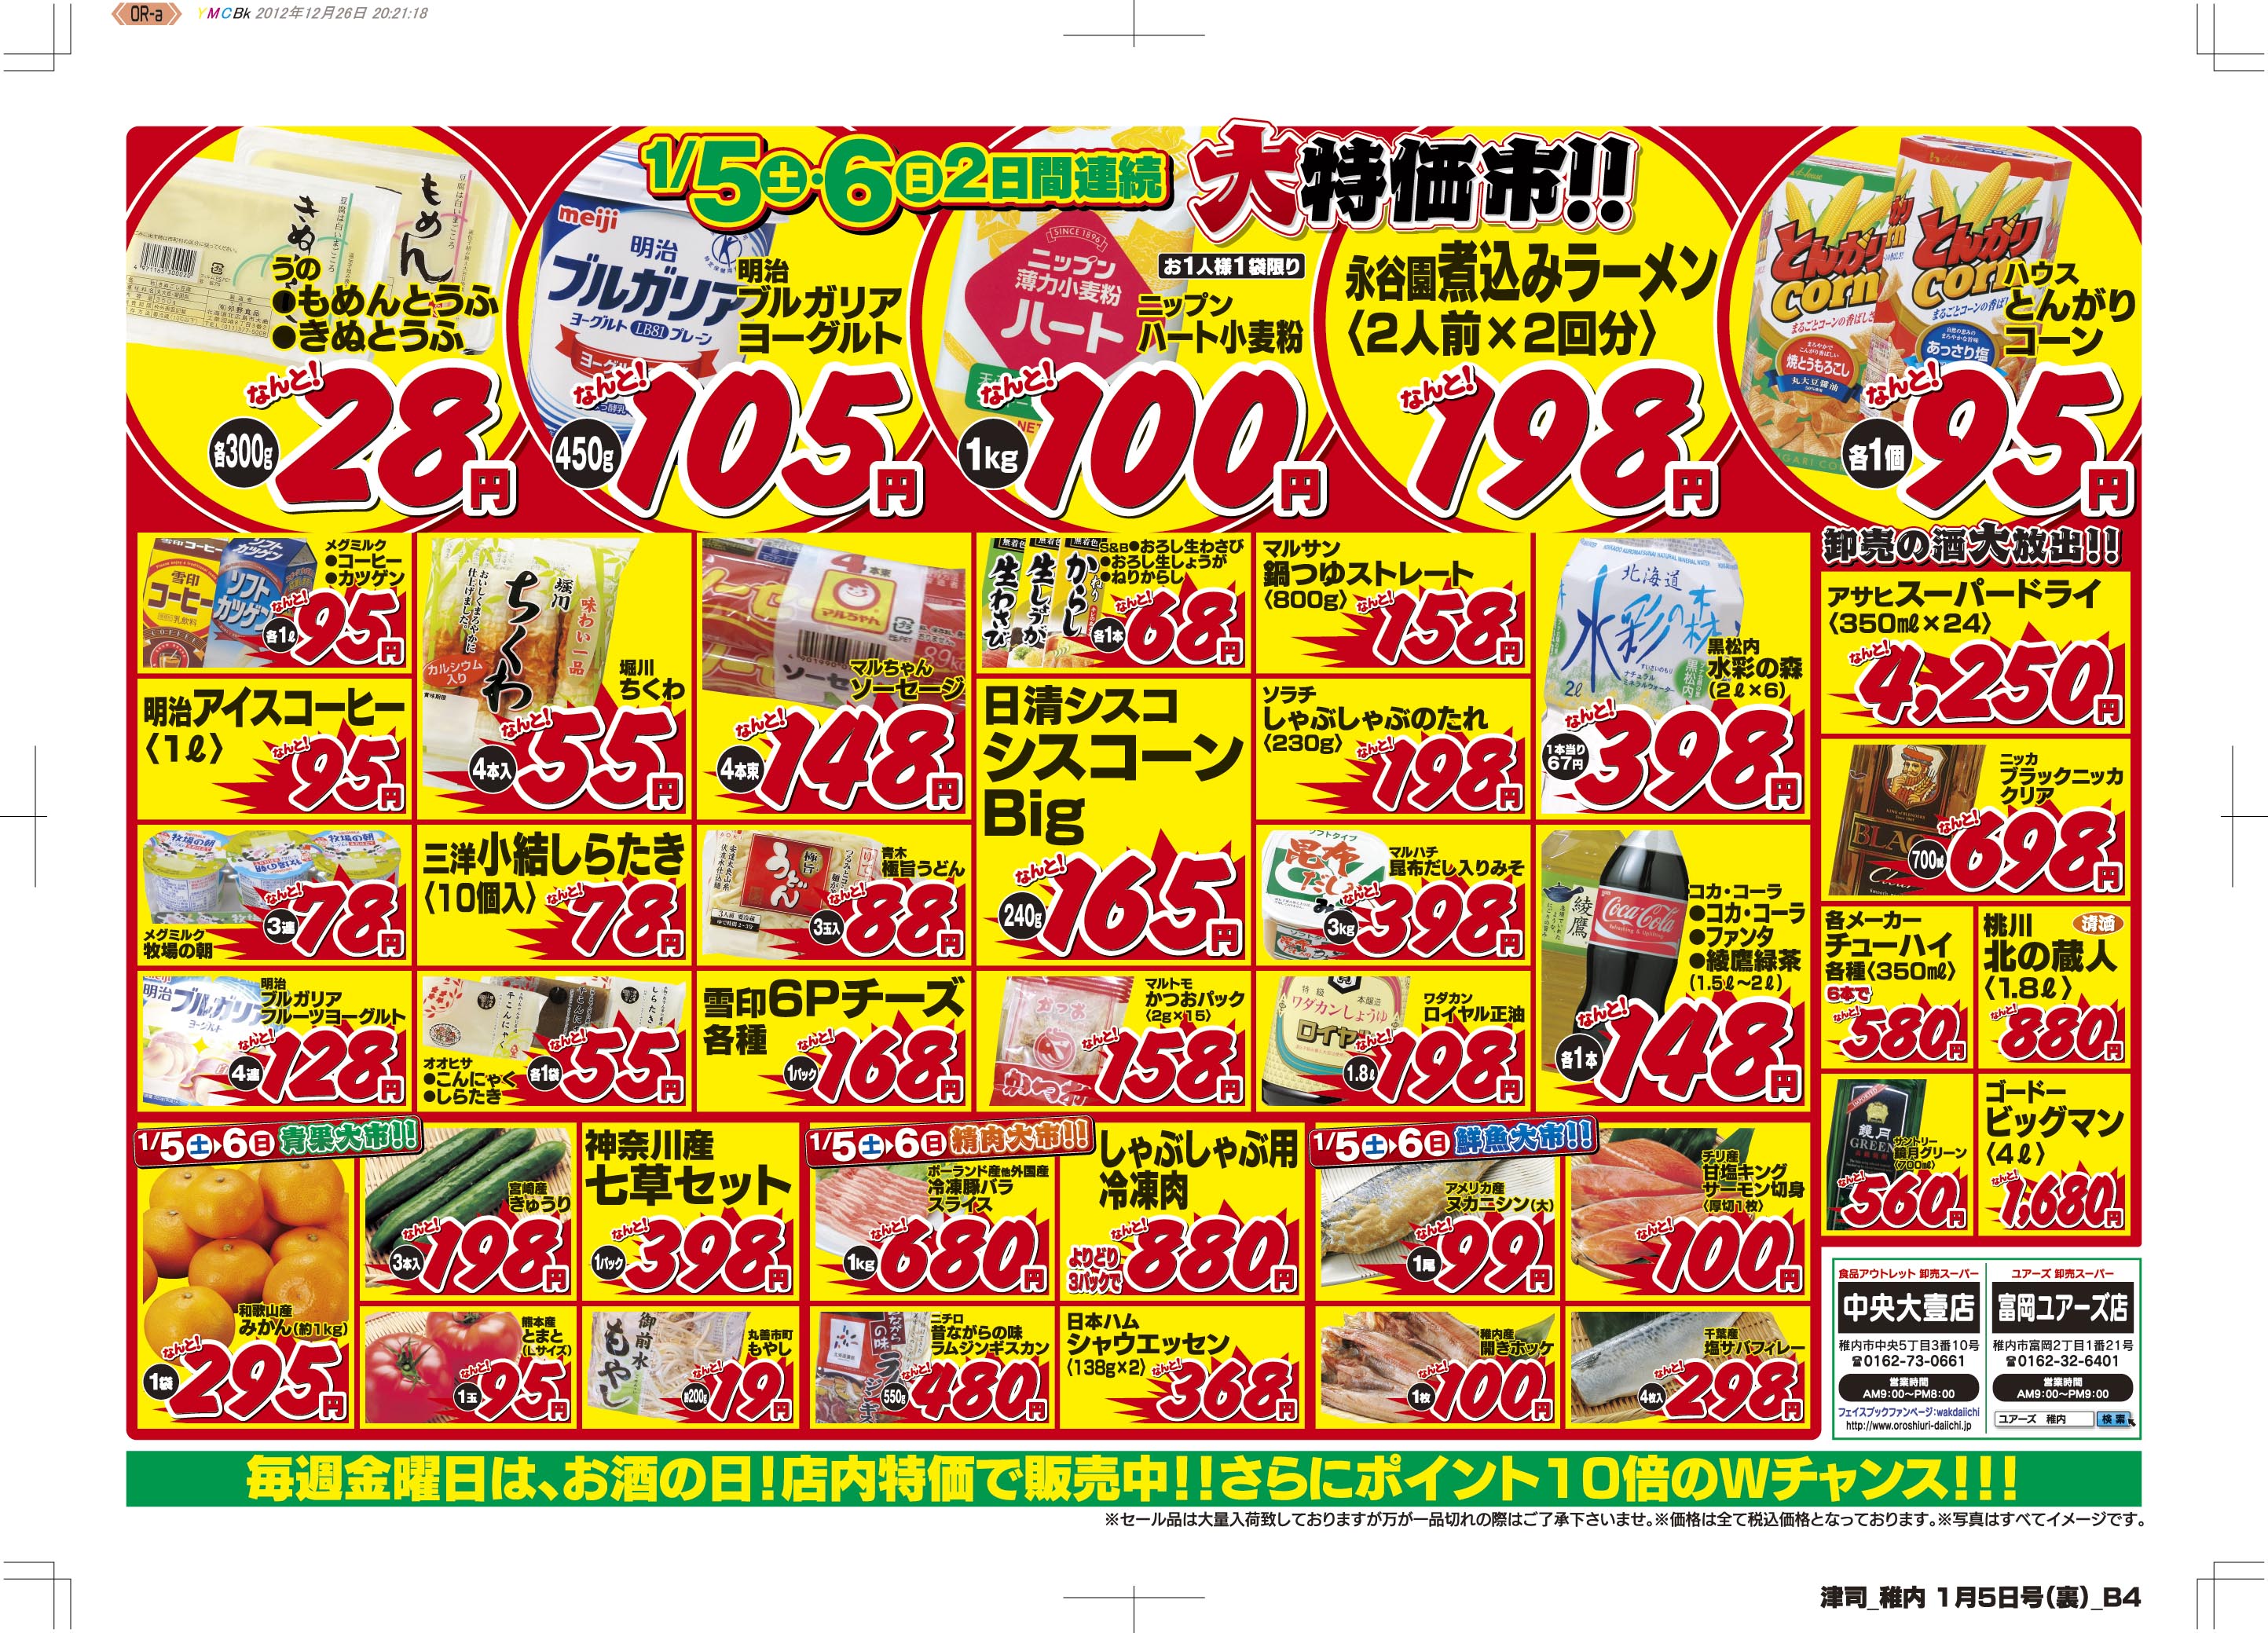 OR-a YMCBk 2012年12月26日 20:21:18
1/5土・6日2日間連続 大特価市!!
うの
●もめんとうふ
●きぬとうふ
なんと!
各300g 28円
明治
ブルガリア
ヨーグルト
なんと!
450g 105円
お1人様1袋限り
ニップン
ハート小麦粉
なんと!
1kg 100円
永谷園煮込みラーメン
〈2人前×2回分〉
なんと!
198円
ハウス
とんがり
コーン
なんと!
各1個 95円
メグミルク
●コーヒー
●カツゲン
なんと!
各1ℓ 95円
明治アイスコーヒー
〈1ℓ〉
なんと!
95円
堀川
ちくわ
なんと!
4本入 55円
マルちゃん
ソーセージ
なんと!
4本束 148円
S&B●おろし生わさび
●おろし生しょうが
●ねりからし
なんと!
各1本 68円
マルサン
鍋つゆストレート
〈800g〉
なんと!
158円
日清シスコ
シスコーン
Big
なんと!
240g 165円
ソラチ
しゃぶしゃぶのたれ
〈230g〉
なんと!
198円
黒松内
水彩の森
(2ℓ×6)
なんと!
1本当り
67円
398円
メグミルク
牧場の朝
なんと!
3連 78円
三洋小結しらたき
〈10個入〉
なんと!
78円
青木
極旨うどん
なんと!
3玉入 88円
マルハチ
昆布だし入りみそ
なんと!
3kg 398円
コカ・コーラ
●コカ・コーラ
●ファンタ
●綾鷹緑茶
(1.5ℓ~2ℓ)
なんと!
各1本 148円
明治
ブルガリア
フルーツヨーグルト
なんと!
4連 128円
オオヒサ
●こんにゃく
●しらたき
なんと!
各1袋 55円
雪印6Pチーズ
各種
なんと!
1パック 168円
マルトモ
かつおパック
〈2g×15〉
なんと!
158円
ワダカン
ロイヤル正油
なんと!
1.8ℓ 198円
卸売の酒大放出!!
アサヒスーパードライ
〈350㎖×24〉
なんと!
4,250円
ニッカ
ブラックニッカ
クリア
なんと!
700㎖ 698円
各メーカー
チューハイ
各種〈350㎖〉
6本で
なんと!
580円
桃川 清酒
北の蔵人
〈1.8ℓ〉
なんと!
880円
サントリー
鏡月グリーン
〈700㎖〉
なんと!
560円
ゴードー
ビッグマン
〈4ℓ〉
なんと!
1,680円
1/5土▶6日 青果大市!!
和歌山産
みかん(約1kg)
なんと!
1袋 295円
宮崎産
きゅうり
なんと!
3本入 198円
神奈川産
七草セット
なんと!
1パック 398円
熊本産
とまと
(Lサイズ)
なんと!
1玉 95円
丸善市町
もやし
なんと!
約200g 19円
1/5土▶6日 精肉大市!!
ポーランド産他外国産
冷凍豚バラ
スライス
なんと!
1kg 680円
しゃぶしゃぶ用
冷凍肉
なんと!
よりどり
3パックで
880円
ニチロ
昔ながらの味
ラムジンギスカン
なんと!
550g 480円
日本ハム
シャウエッセン
〈138g×2〉
なんと!
368円
1/5土▶6日 鮮魚大市!!
アメリカ産
ヌカニシン(大)
なんと!
1尾 99円
チリ産
甘塩キング
サーモン切身
〈厚切1枚〉
なんと!
100円
稚内産
開きホッケ
なんと!
1枚 100円
千葉産
塩サバフィレー
なんと!
4枚入 298円
食品アウトレット 卸売スーパー
中央大壹店
稚内市中央5丁目3番10号
☎0162-73-0661
営業時間
AM9:00~PM8:00
フェイスブックファンページ:wakdaiichi
http://www.oroshiuri-daiichi.jp
ユアーズ 卸売スーパー
富岡ユアーズ店
稚内市富岡2丁目1番21号
☎0162-32-6401
営業時間
AM9:00~PM9:00
ユアーズ 稚内 検索
毎週金曜日は、お酒の日!店内特価で販売中!!さらにポイント10倍のWチャンス!!!
※セール品は大量入荷致しておりますが万が一品切れの際はご了承下さいませ。※価格は全て税込価格となっております。※写真はすべてイメージです。
津司_稚内 1月5日号(裏)_B4